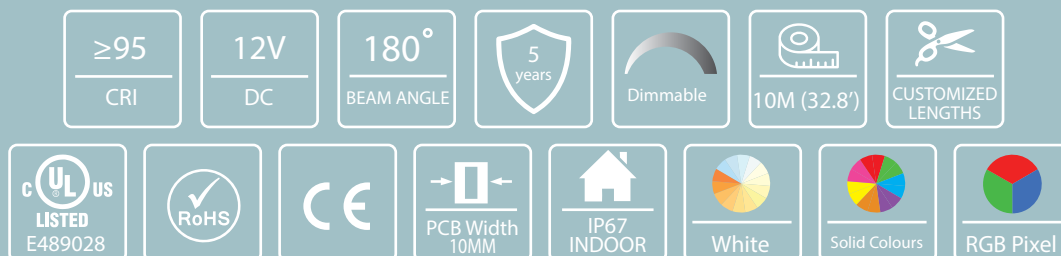 ≥95
CRI
12V
DC
180°
BEAM ANGLE
5
years
Dimmable
10M (32.8')
CUSTOMIZED
LENGTHS
C UL US
®
LISTED
E489028
RoHS
CE
PCB Width
10MM
IP67
INDOOR
White
Solid Colours
RGB Pixel